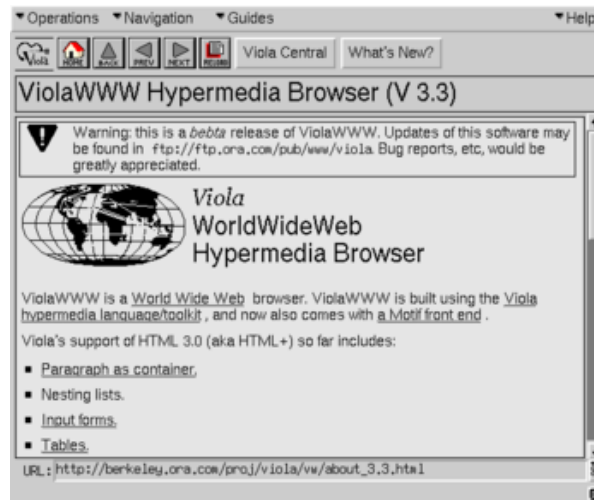 Operations Navigation Guides Help
Viola HOME BACK PREV NEXT RELOAD Viola Central What's New?
ViolaWWW Hypermedia Browser (V 3.3)
Warning: this is a bebta release of ViolaWWW. Updates of this software may
be found in ftp://ftp.ora.com/pub/www/viola. Bug reports, etc, would be
greatly appreciated.
Viola
WorldWideWeb
Hypermedia Browser
ViolaWWW is a World Wide Web browser. ViolaWWW is built using the Viola
hypermedia language/toolkit , and now also comes with a Motif front end .
Viola's support of HTML 3.0 (aka HTML+) so far includes:
Paragraph as container.
Nesting lists.
Input forms.
Tables.
URL: http://berkeley.ora.com/proj/viola/vw/about_3.3.html